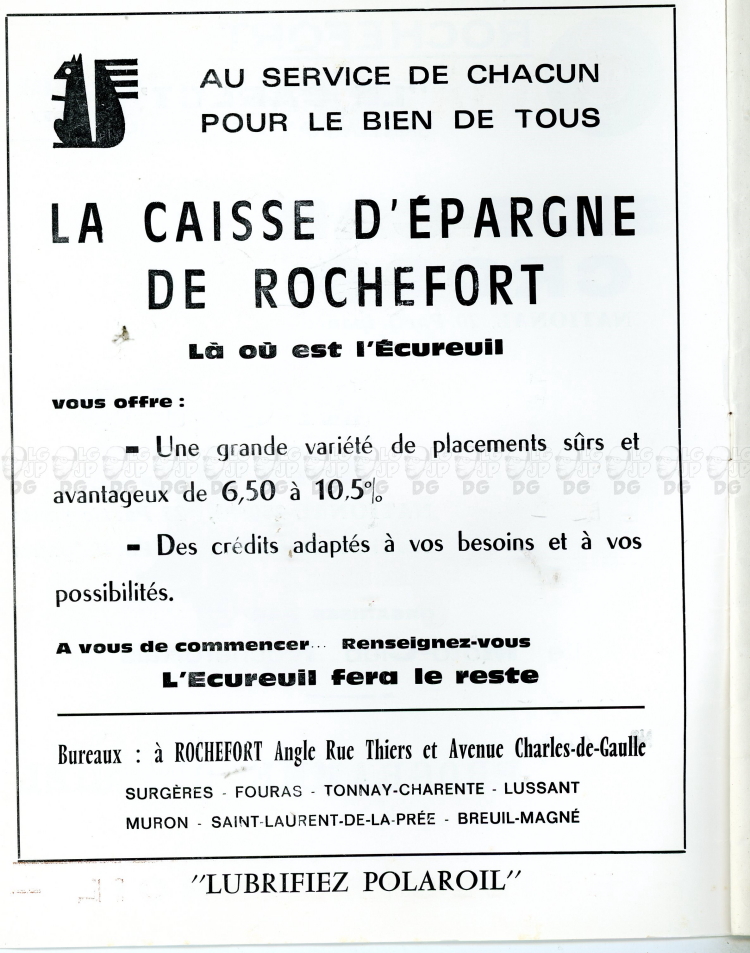 AU SERVICE DE CHACUN
POUR LE BIEN DE TOUS
LA CAISSE D'ÉPARGNE
DE ROCHEFORT
Là où est l'Écureuil
vous offre :
- Une grande variété de placements sûrs et
avantageux de 6,50 à 10,5%
- Des crédits adaptés à vos besoins et à vos
possibilités.
A vous de commencer... Renseignez-vous
L'Ecureuil fera le reste
Bureaux : à ROCHEFORT Angle Rue Thiers et Avenue Charles-de-Gaulle
SURGÈRES - FOURAS - TONNAY-CHARENTE - LUSSANT
MURON - SAINT-LAURENT-DE-LA-PRÉE - BREUIL-MAGNÉ
"LUBRIFIEZ POLAROIL"